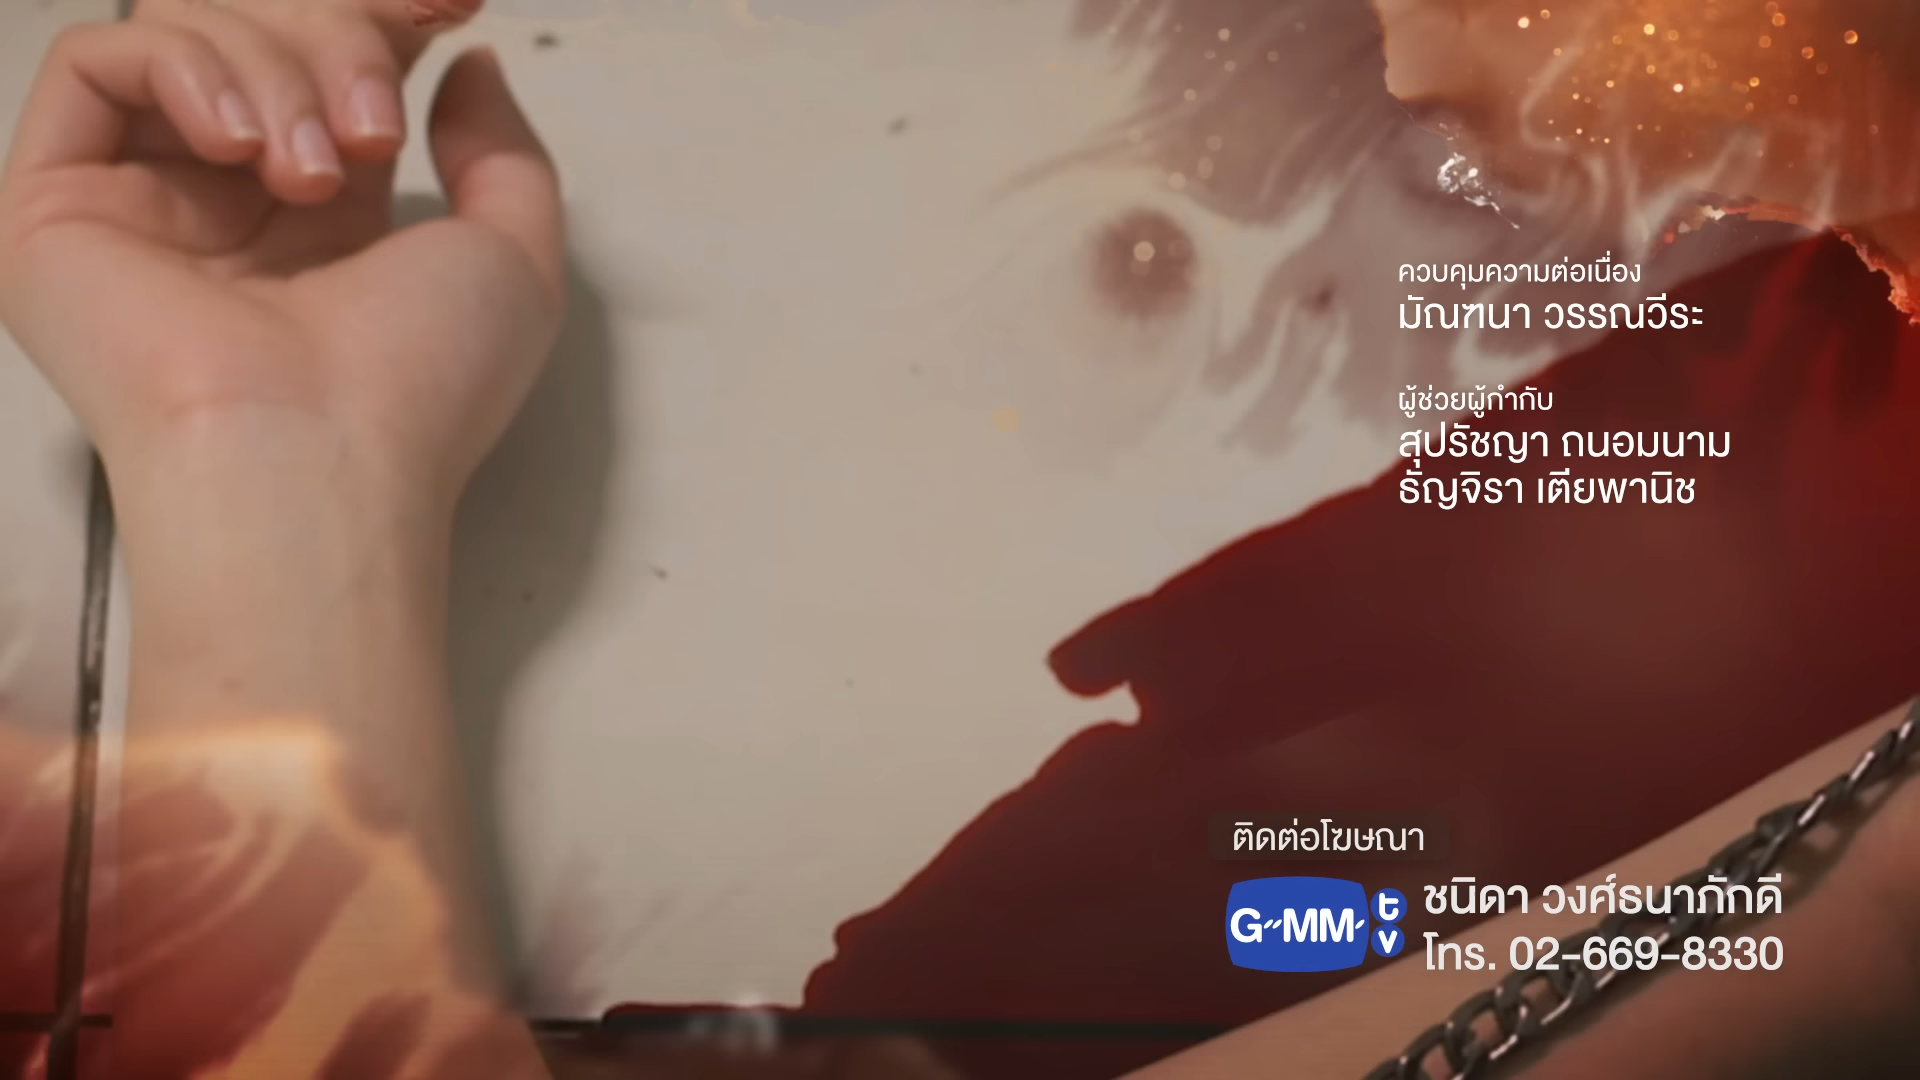 ควบคุมความต่อเนื่อง
มัณฑนา วรรณวีระ
ผู้ช่วยผู้กำกับ
สุปรัชญา ถนอมนาม
ธัญจิรา เตียพานิช
ติดต่อโฆษณา
GMM tv
ชนิดา วงศ์ธนาภักดี
โทร. 02-669-8330